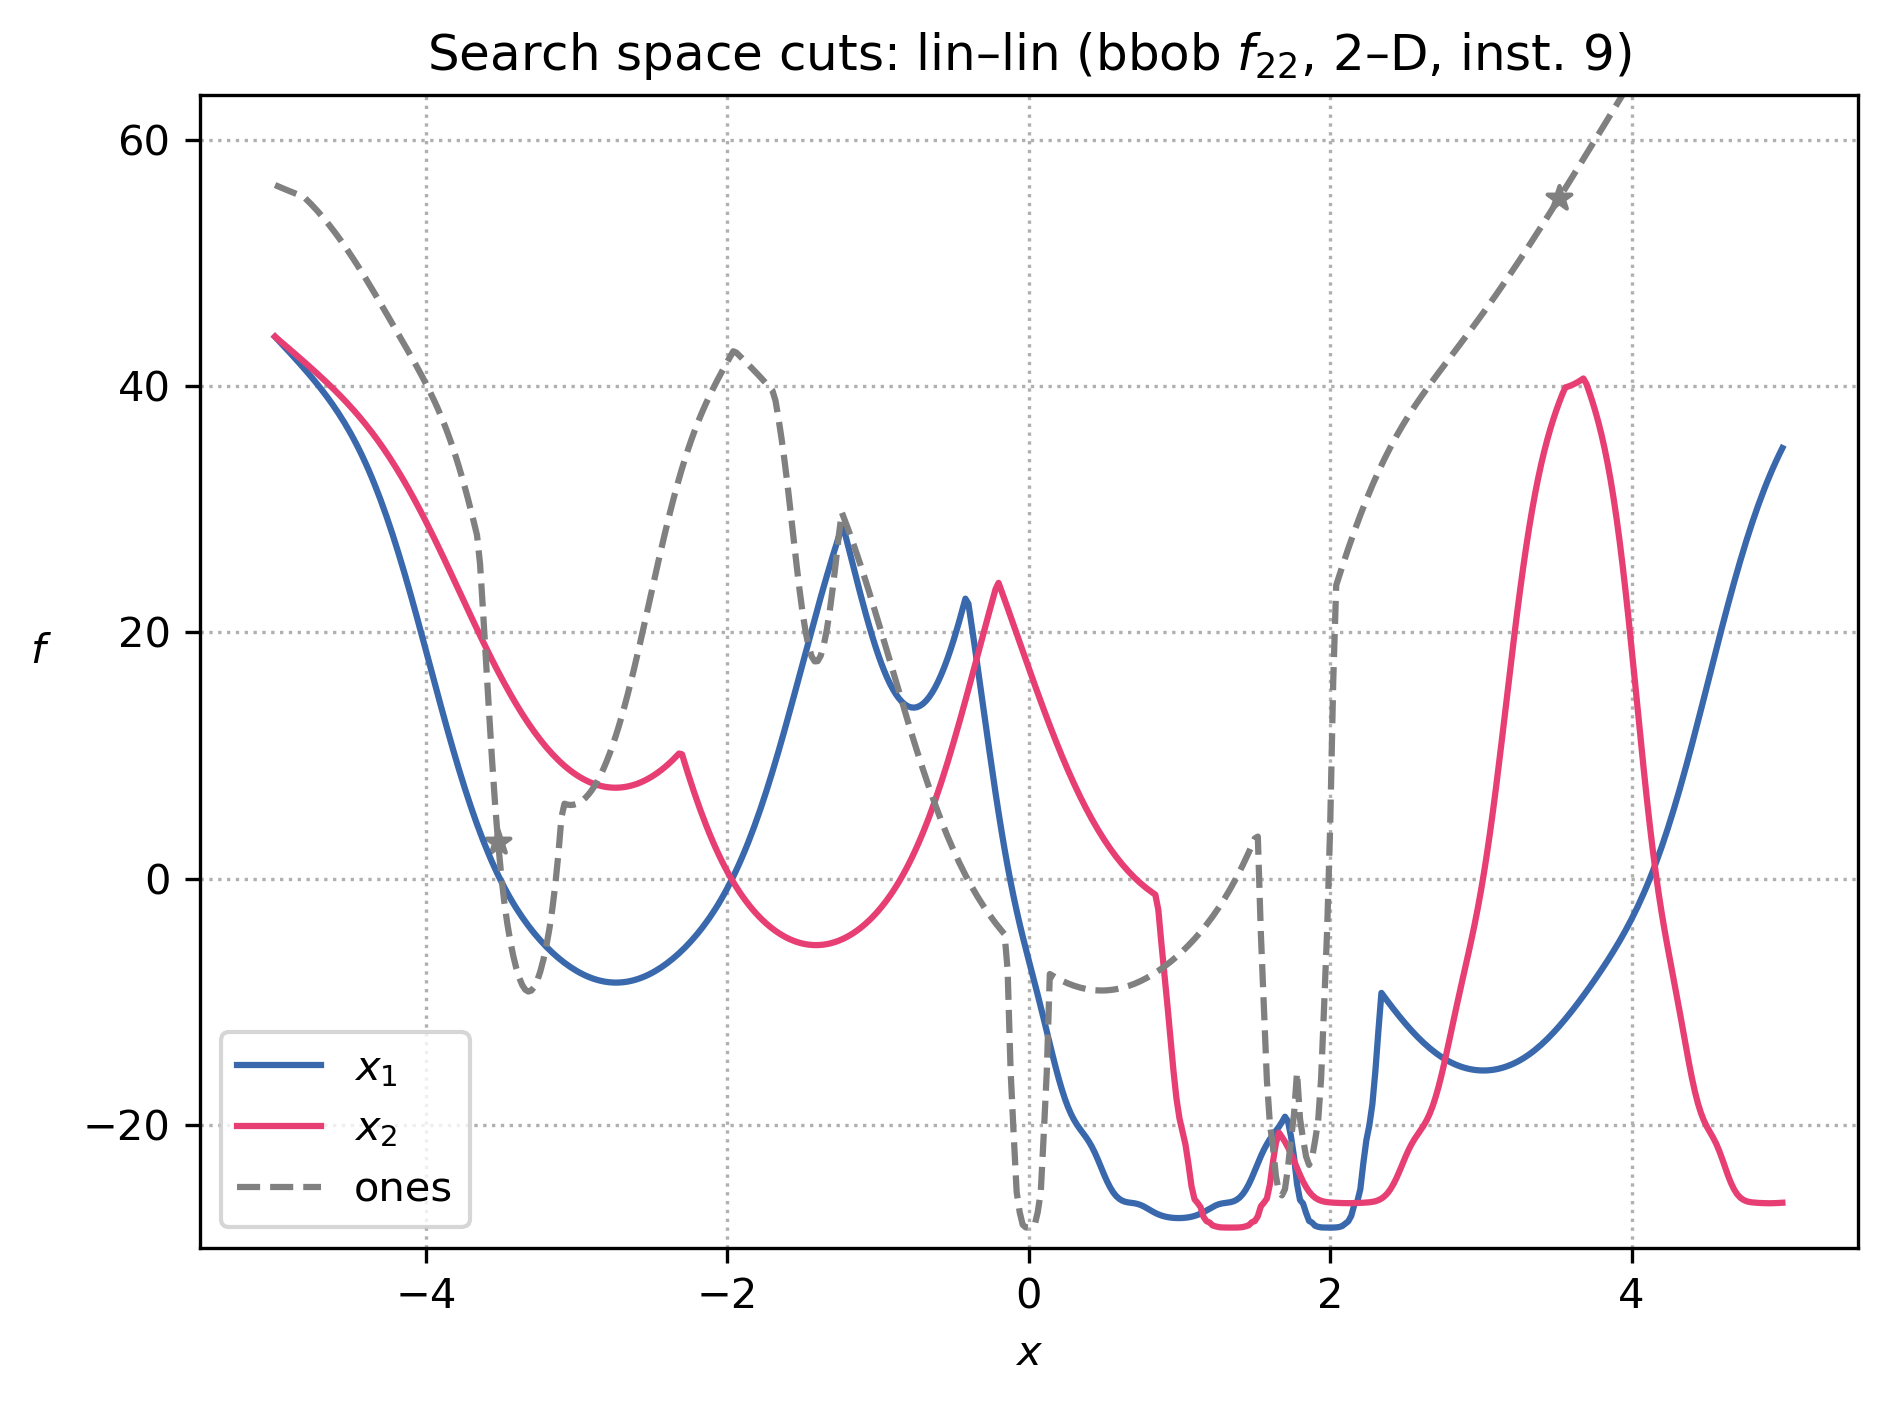 Search space cuts: lin–lin (bbob f22, 2–D, inst. 9)
60
40
20
0
−20
f
x1
x2
ones
−4
−2
0
2
4
x